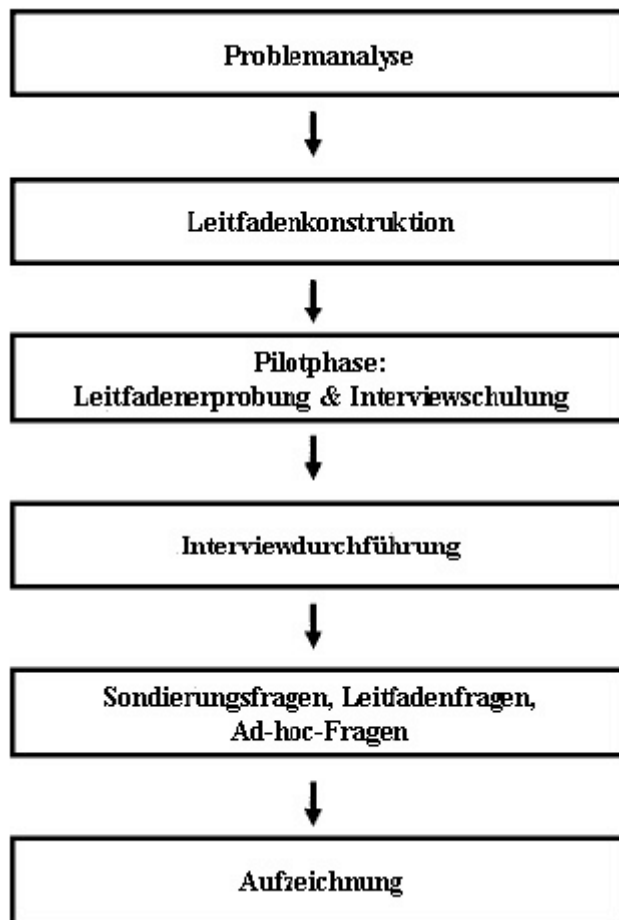 Problemanalyse
Leitfadenkonstruktion
Pilotphase:
Leitfadenerprobung & Interviewschulung
Interviewdurchführung
Sondierungsfragen, Leitfadenfragen,
Ad-hoc-Fragen
Aufzeichnung